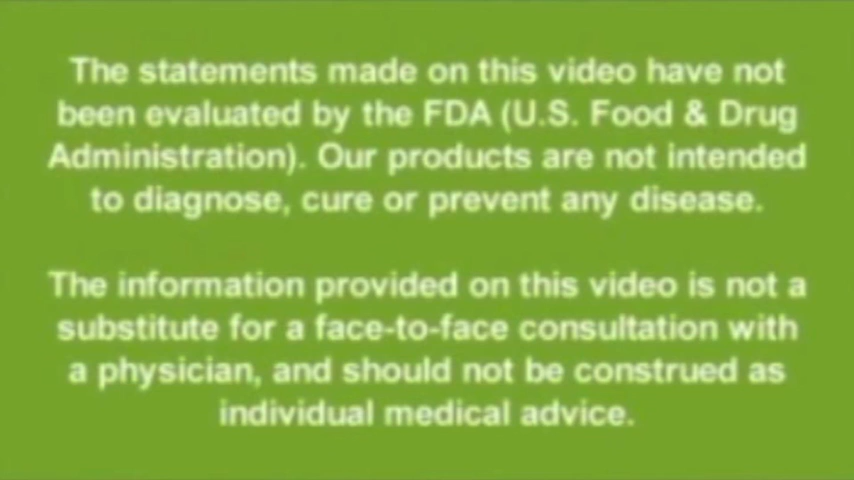 The statements made on this video have not
been evaluated by the FDA (U.S. Food & Drug
Administration). Our products are not intended
to diagnose, cure or prevent any disease.
The information provided on this video is not a
substitute for a face-to-face consultation with
a physician, and should not be construed as
individual medical advice.